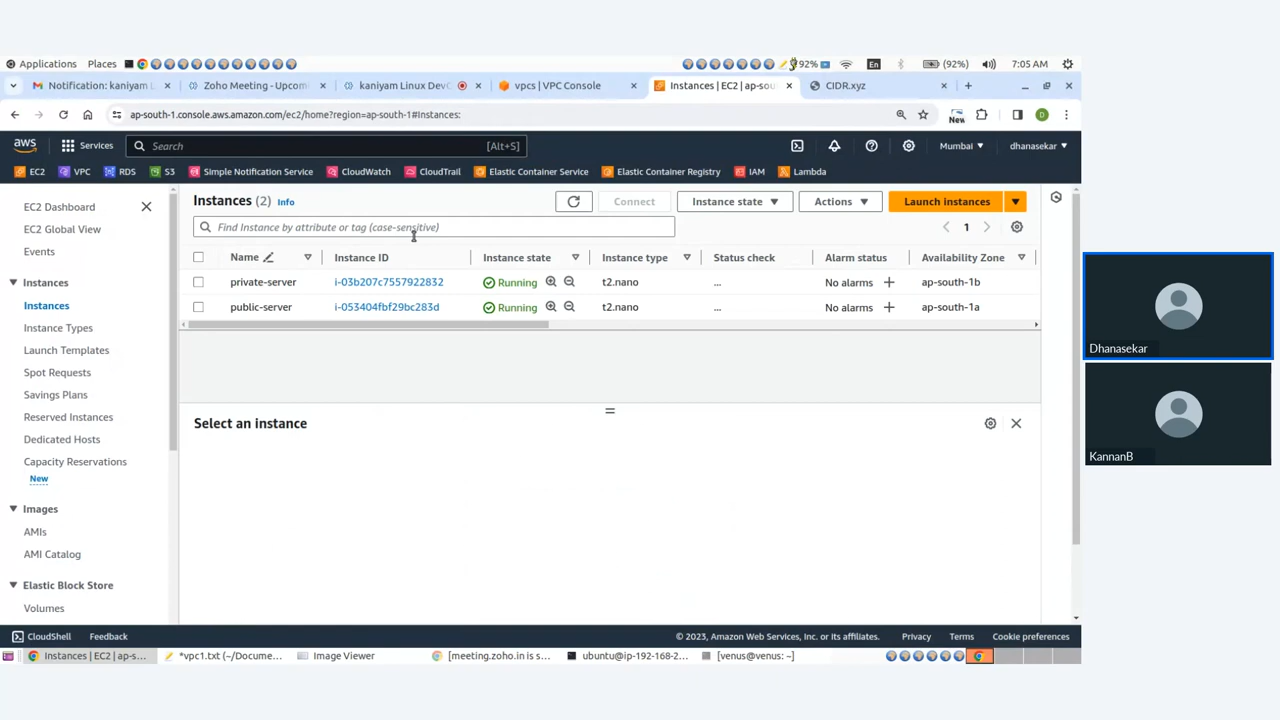 Applications Places 92% En (92%) 7:05 AM
Notification: kaniyam L Zoho Meeting - Upcom kaniyam Linux DevO vpcs | VPC Console Instances | EC2 | ap-sou CIDR.xyz
ap-south-1.console.aws.amazon.com/ec2/home?region=ap-south-1#Instances: New D
aws Services Search [Alt+S] Mumbai dhanasekar
EC2 VPC RDS S3 Simple Notification Service CloudWatch CloudTrail Elastic Container Service Elastic Container Registry IAM Lambda
EC2 Dashboard
EC2 Global View
Events
Instances
Instances
Instance Types
Launch Templates
Spot Requests
Savings Plans
Reserved Instances
Dedicated Hosts
Capacity Reservations
New
Images
AMIs
AMI Catalog
Elastic Block Store
Volumes
Instances (2) Info Connect Instance state Actions Launch instances
Find Instance by attribute or tag (case-sensitive) 1
Name Instance ID Instance state Instance type Status check Alarm status Availability Zone
private-server i-03b207c7557922832 Running t2.nano ... No alarms + ap-south-1b
public-server i-053404fbf29bc283d Running t2.nano ... No alarms + ap-south-1a
Select an instance
Dhanasekar
KannanB
CloudShell Feedback © 2023, Amazon Web Services, Inc. or its affiliates. Privacy Terms Cookie preferences
Instances | EC2 | ap-s... *vpc1.txt (~/Docume... Image Viewer [meeting.zoho.in is s... ubuntu@ip-192-168-2... [venus@venus: ~]